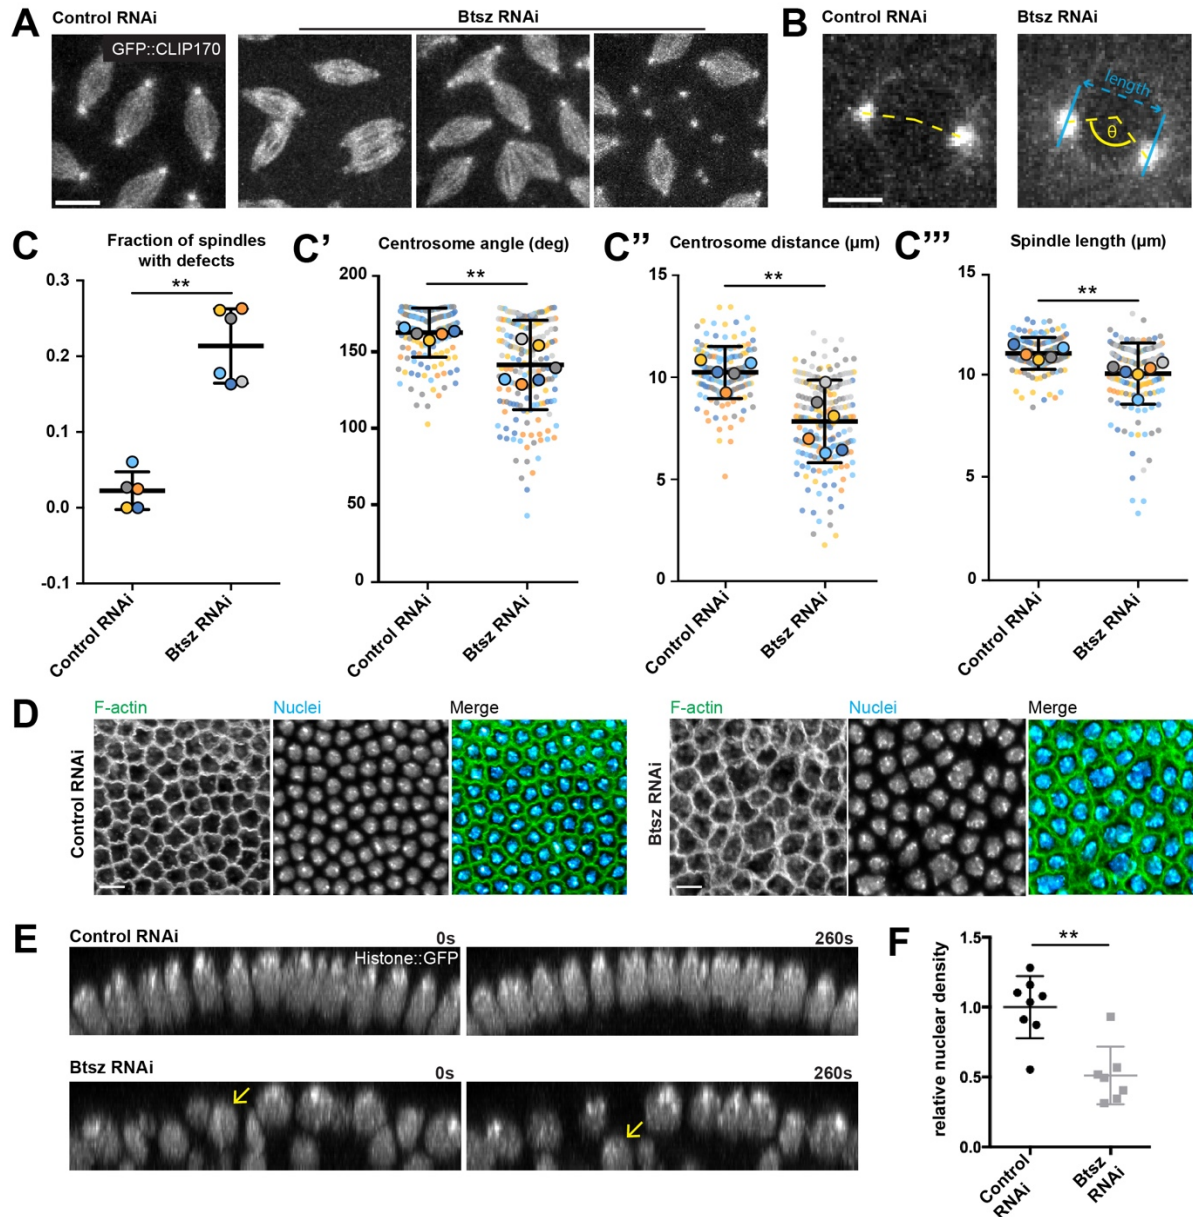 A
Control RNAi
Btsz RNAi
GFP::CLIP170
B
Control RNAi
Btsz RNAi
length
θ
C
Fraction of spindles
with defects
**
0.3
0.2
0.1
0.0
-0.1
Control RNAi
Btsz RNAi
C'
Centrosome angle (deg)
**
200
150
100
50
0
Control RNAi
Btsz RNAi
C''
Centrosome distance (µm)
**
15
10
5
0
Control RNAi
Btsz RNAi
C'''
Spindle length (µm)
**
15
10
5
0
Control RNAi
Btsz RNAi
D
Control RNAi
F-actin
Nuclei
Merge
Btsz RNAi
F-actin
Nuclei
Merge
E
Control RNAi
0s
Histone::GFP
260s
Btsz RNAi
0s
260s
F
relative nuclear density
**
1.5
1.0
0.5
0.0
Control
RNAi
Btsz
RNAi